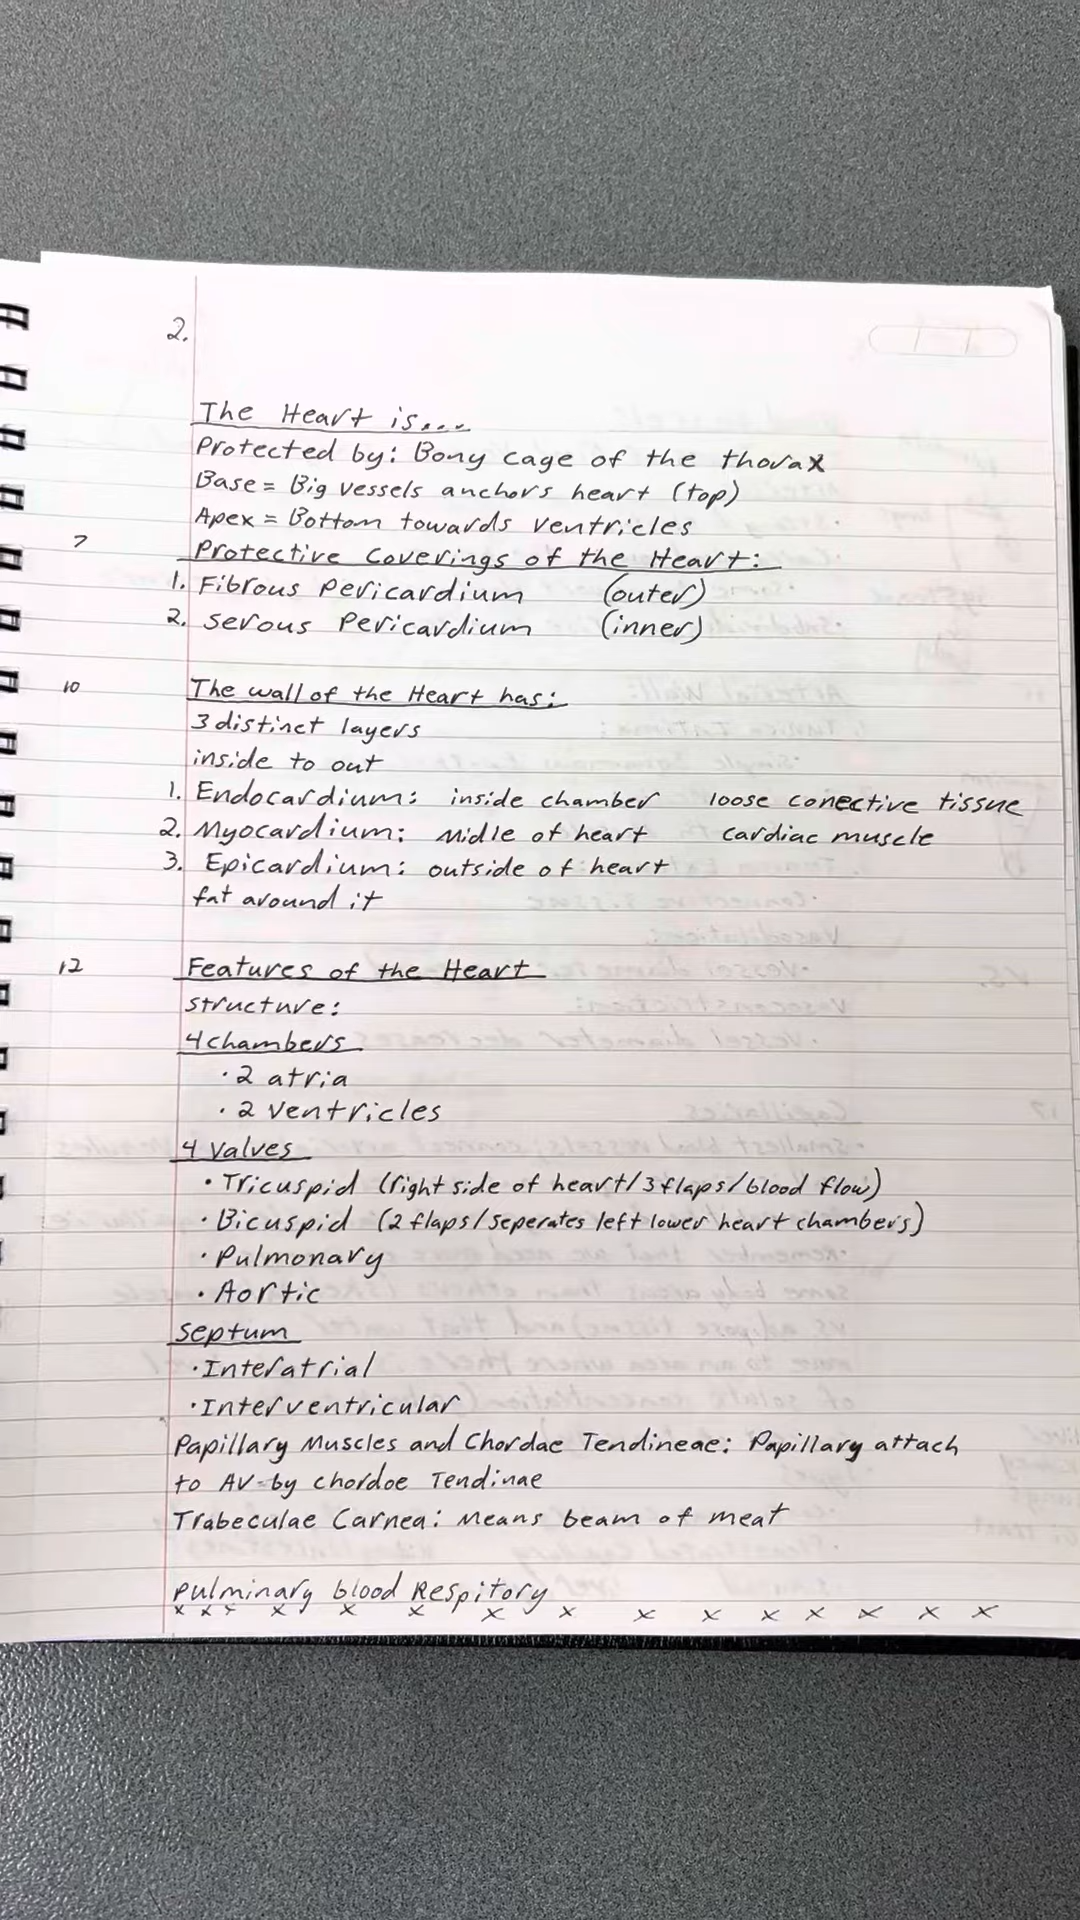 2.
The Heart is...
Protected by: Bony cage of the thorax
Base = Big vessels anchors heart (top)
Apex = Bottom towards ventricles
7 Protective Coverings of the Heart:
1. Fibrous Pericardium (outer)
2. Serous Pericardium (inner)
10 The wall of the Heart has:
3 distinct layers
inside to out
1. Endocardium: inside chamber loose conective tissue
2. Myocardium: Midle of heart cardiac muscle
3. Epicardium: outside of heart
fat around it
12 Features of the Heart
structure:
4 chambers
• 2 atria
• 2 ventricles
4 Valves
• Tricuspid (right side of heart/3 flaps/blood flow)
• Bicuspid (2 flaps/seperates left lower heart chambers)
• Pulmonary
• Aortic
Septum
• Interatrial
• Interventricular
Papillary Muscles and Chordae Tendineae: Papillary attach
to AV by chordoe Tendinae
Trabeculae Carnea: Means beam of meat
Pulminary blood Respitory
x x x x x x x x x x x x x x x